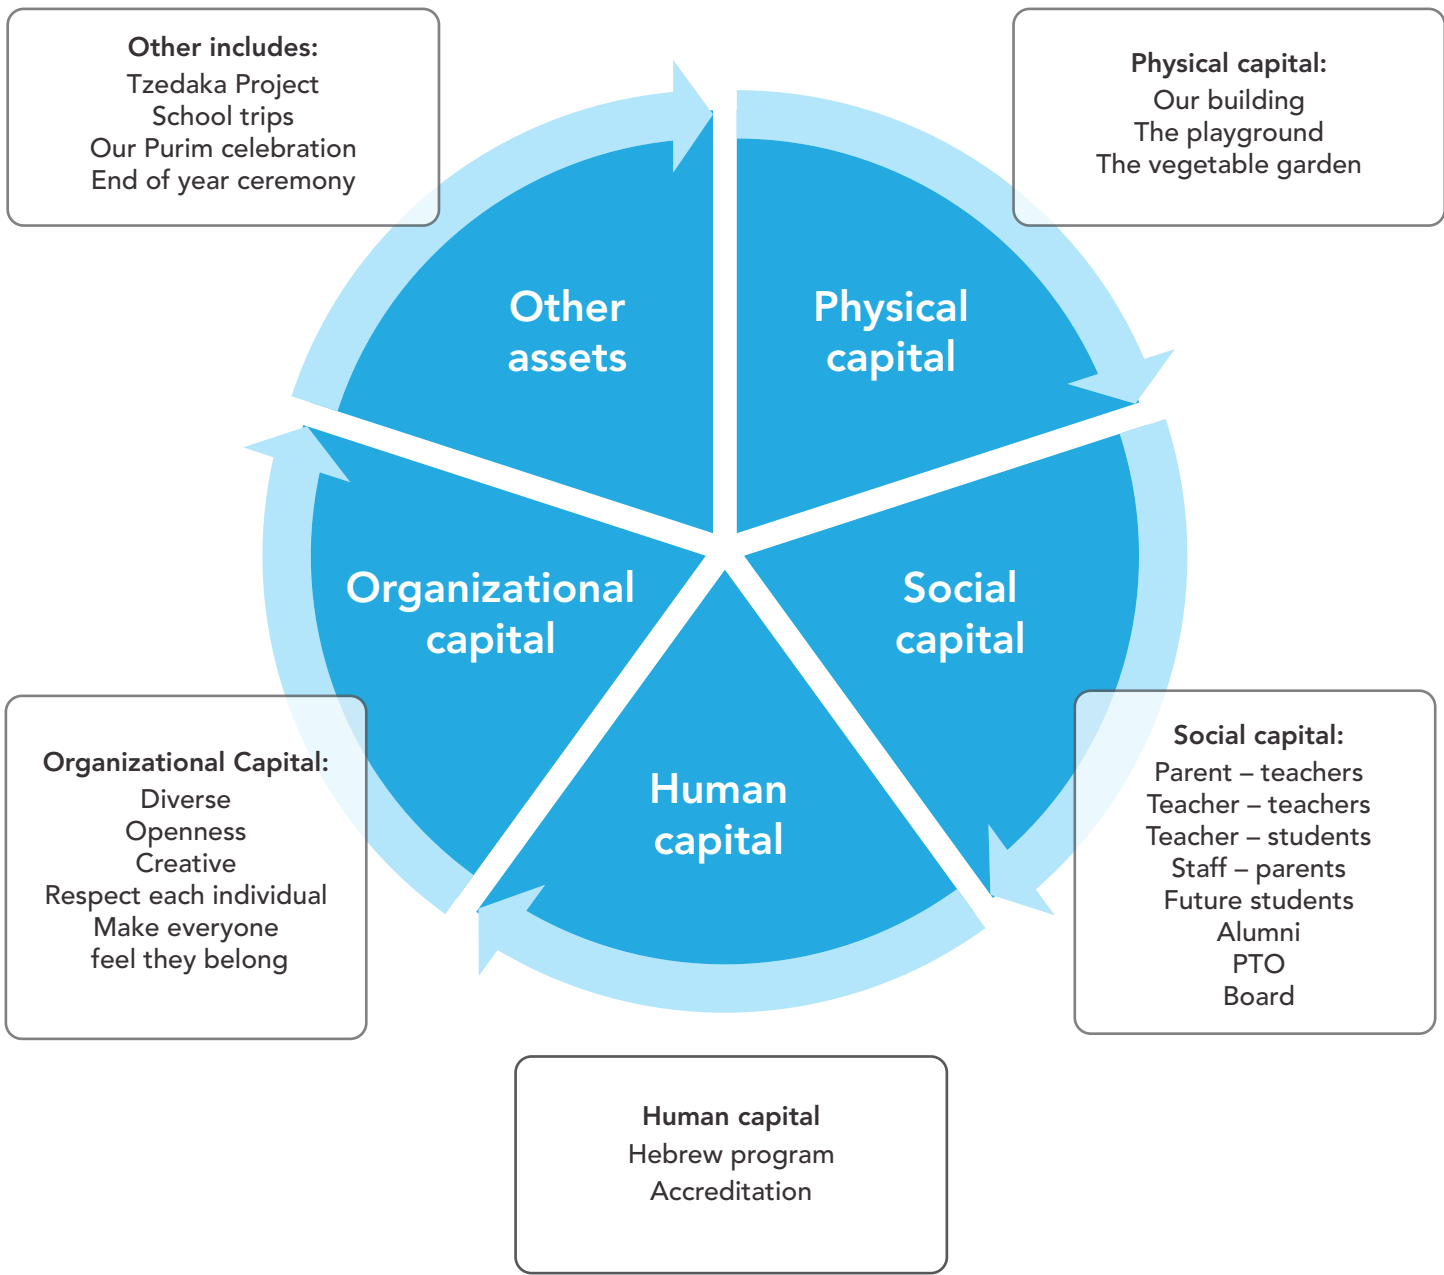 Other includes:
Tzedaka Project
School trips
Our Purim celebration
End of year ceremony
Physical capital:
Our building
The playground
The vegetable garden
Other
assets
Physical
capital
Organizational
capital
Social
capital
Human
capital
Organizational Capital:
Diverse
Openness
Creative
Respect each individual
Make everyone
feel they belong
Social capital:
Parent – teachers
Teacher – teachers
Teacher – students
Staff – parents
Future students
Alumni
PTO
Board
Human capital
Hebrew program
Accreditation